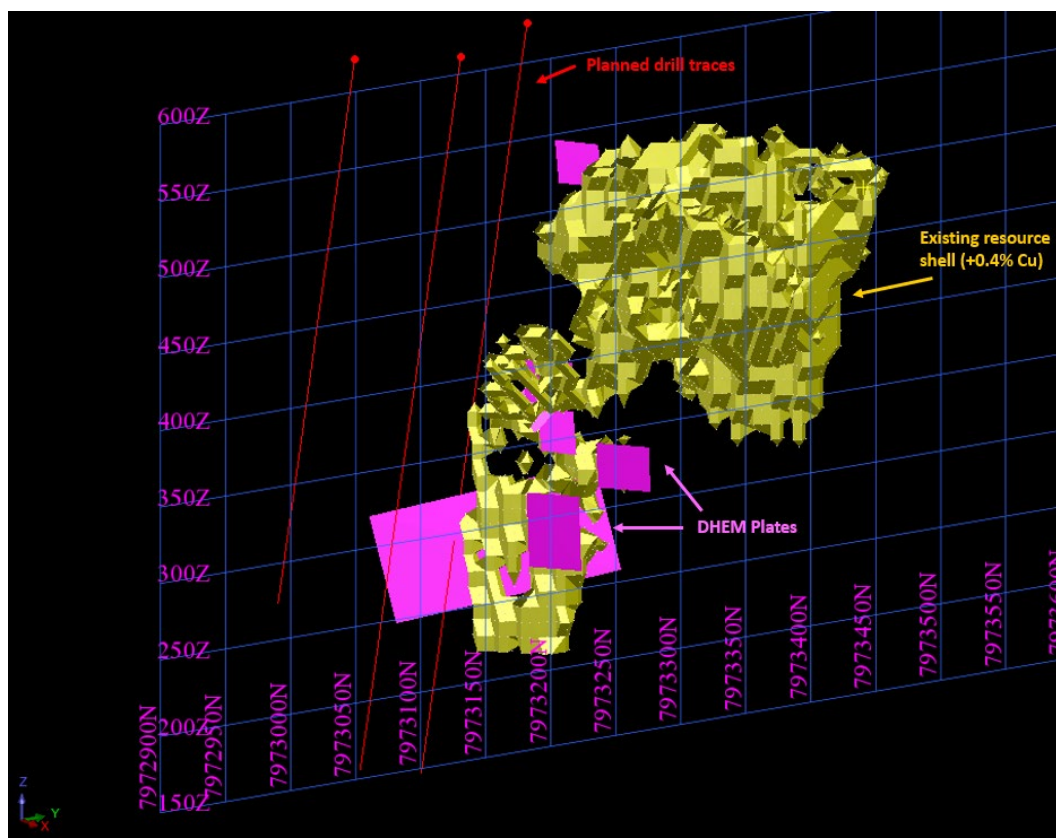 Planned drill traces
600Z
550Z
500Z
450Z
400Z
350Z
300Z
250Z
200Z
150Z
Existing resource
shell (+0.4% Cu)
DHEM Plates
7972900N
7972950N
7973000N
7973050N
7973100N
7973150N
7973200N
7973250N
7973300N
7973350N
7973400N
7973450N
7973500N
7973550N
Z
Y
X